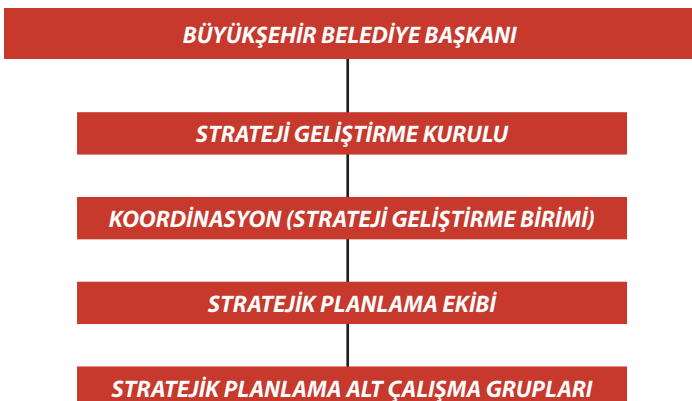 BÜYÜKŞEHİR BELEDİYE BAŞKANI
STRATEJİ GELİŞTİRME KURULU
KOORDİNASYON (STRATEJİ GELİŞTİRME BİRİMİ)
STRATEJİK PLANLAMA EKİBİ
STRATEJİK PLANLAMA ALT ÇALIŞMA GRUPLARI